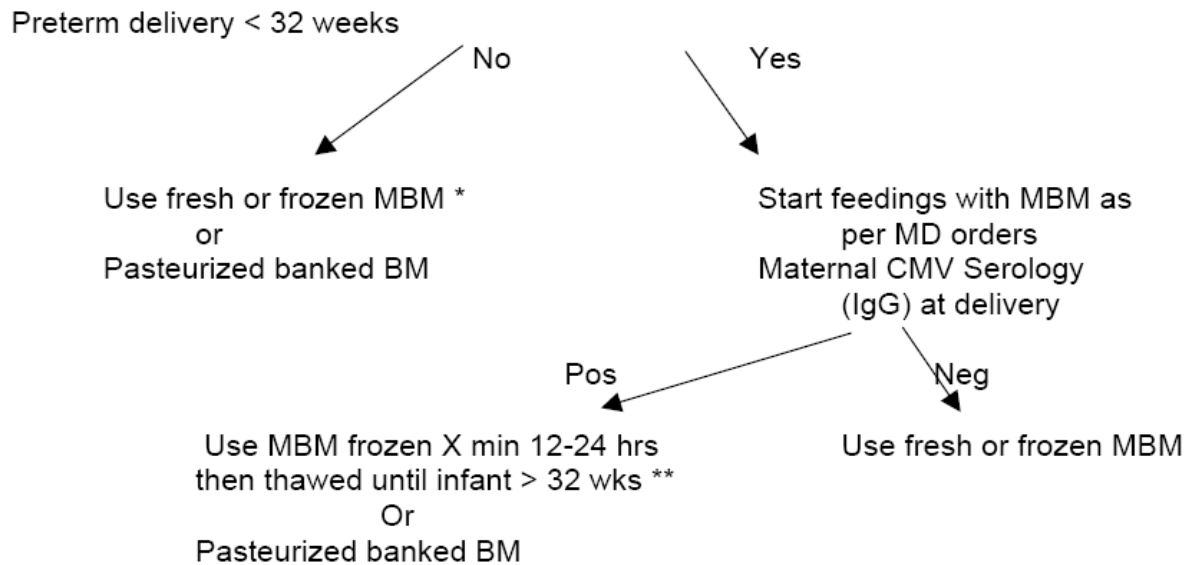 Preterm delivery < 32 weeks
No
Yes
Use fresh or frozen MBM *
or
Pasteurized banked BM
Start feedings with MBM as
per MD orders
Maternal CMV Serology
(IgG) at delivery
Pos
Neg
Use MBM frozen X min 12-24 hrs
then thawed until infant > 32 wks **
Or
Pasteurized banked BM
Use fresh or frozen MBM